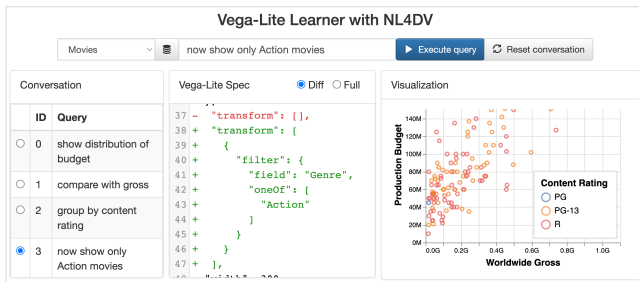 Vega-Lite Learner with NL4DV
Movies now show only Action movies Execute query Reset conversation
Conversation
ID Query
0 show distribution of
budget
1 compare with gross
2 group by content
rating
3 now show only
Action movies
Vega-Lite Spec Diff Full
37 - "transform": [],
38 + "transform": [
39 + {
40 + "filter": {
41 + "field": "Genre",
42 + "oneOf": [
43 + "Action"
44 + ]
45 + }
46 + }
47 + ],
Visualization
Production Budget
140M
120M
100M
80M
60M
40M
20M
0M
0.0G 0.2G 0.4G 0.6G 0.8G 1.0G
Worldwide Gross
Content Rating
PG
PG-13
R